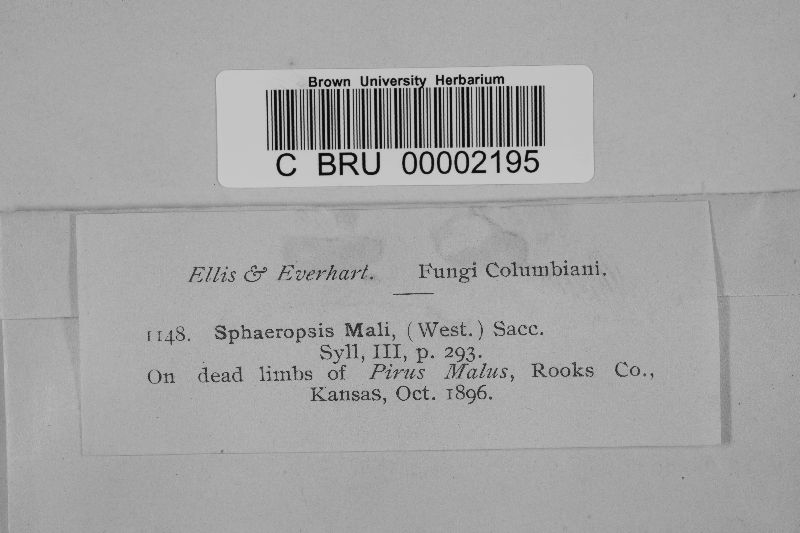 Brown University Herbarium
C BRU 00002195
Ellis & Everhart. Fungi Columbiani.
1148. Sphaeropsis Mali, (West.) Sacc.
Syll, III, p. 293.
On dead limbs of Pirus Malus, Rooks Co.,
Kansas, Oct. 1896.